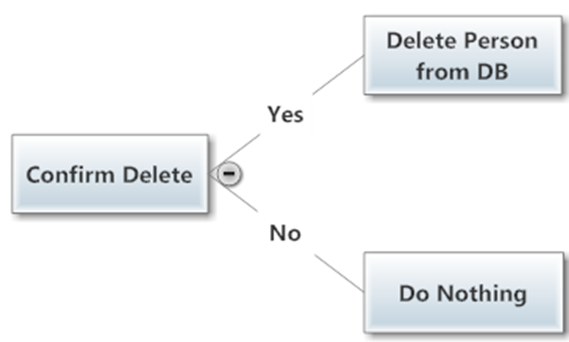 Delete Person
from DB
Yes
Confirm Delete
No
Do Nothing